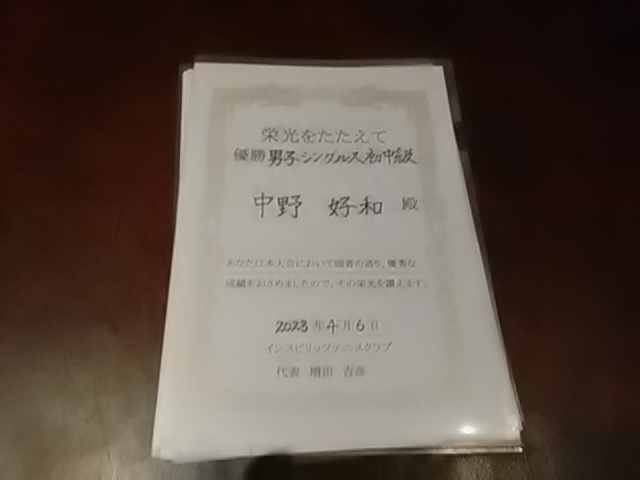 栄光をたたえて
優勝 男子シングルス初中級
中野 好和 殿
あなたは本大会において頭書の通り、優秀な
成績をおさめましたので、その栄光を讃えます。
2023年4月6日
インスピリッツテニスクラブ
代表 増田 吉彦